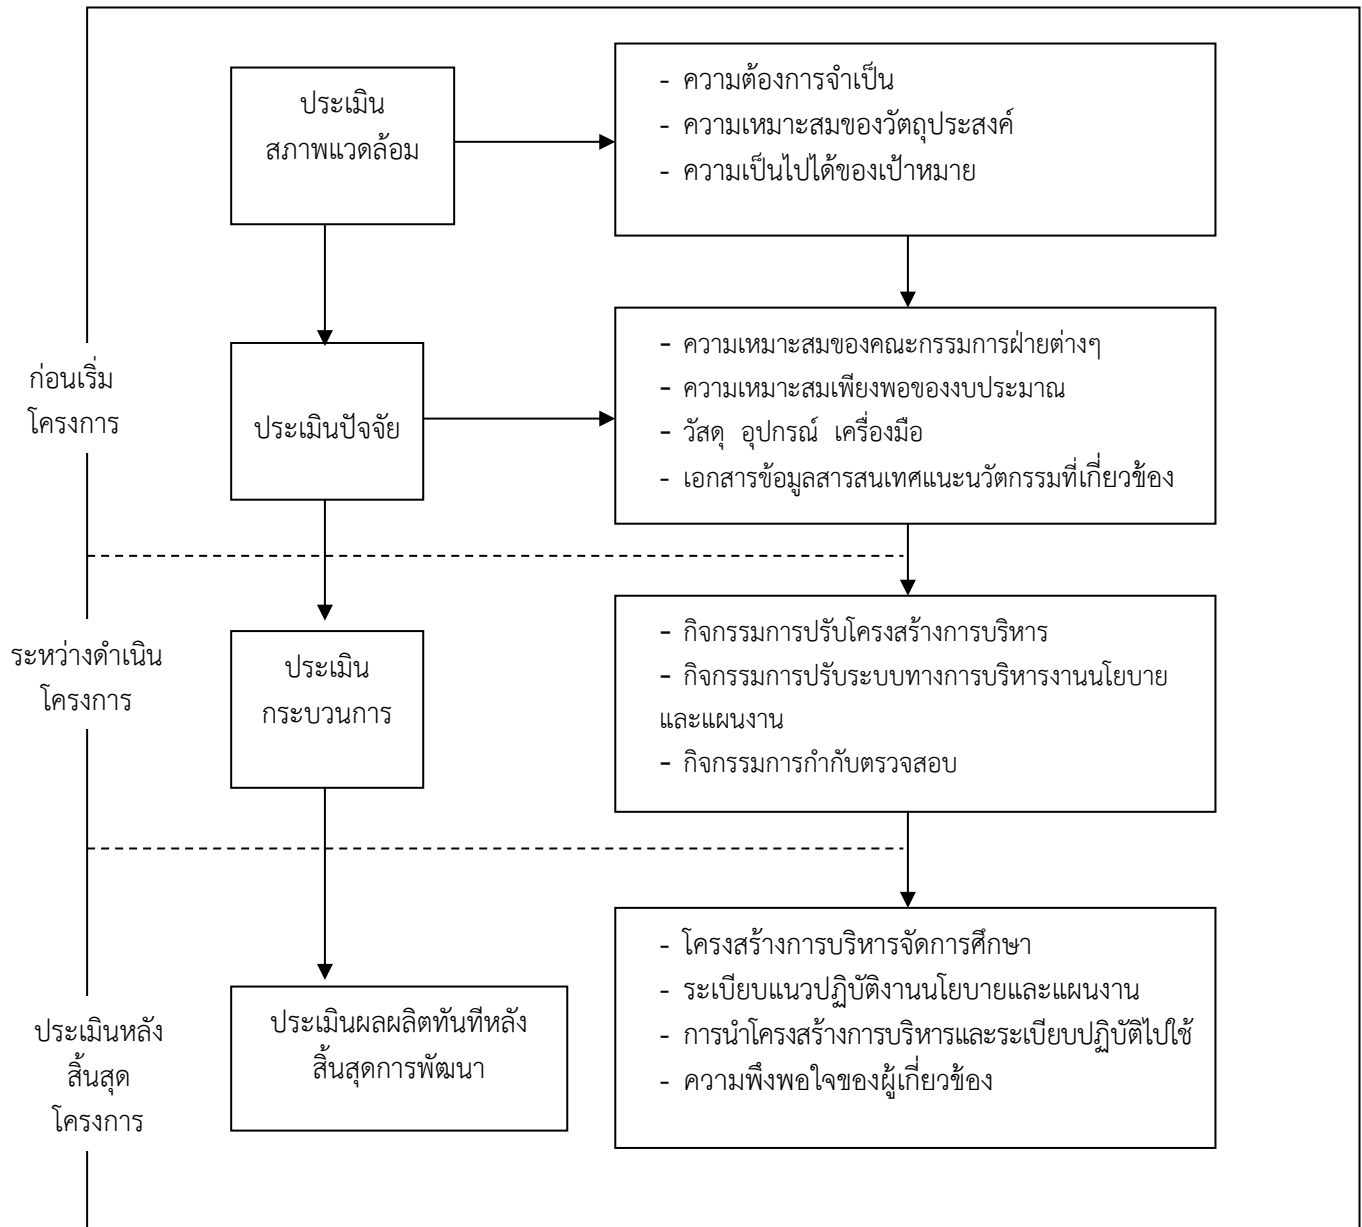 ประเมิน
สภาพแวดล้อม
- ความต้องการจำเป็น
- ความเหมาะสมของวัตถุประสงค์
- ความเป็นไปได้ของเป้าหมาย
ก่อนเริ่ม
โครงการ
ประเมินปัจจัย
- ความเหมาะสมของคณะกรรมการฝ่ายต่างๆ
- ความเหมาะสมเพียงพอของงบประมาณ
- วัสดุ อุปกรณ์ เครื่องมือ
- เอกสารข้อมูลสารสนเทศแนะนวัตกรรมที่เกี่ยวข้อง
ระหว่างดำเนิน
โครงการ
ประเมิน
กระบวนการ
- กิจกรรมการปรับโครงสร้างการบริหาร
- กิจกรรมการปรับระบบทางการบริหารงานนโยบาย
และแผนงาน
- กิจกรรมการกำกับตรวจสอบ
ประเมินหลัง
สิ้นสุด
โครงการ
ประเมินผลผลิตทันทีหลัง
สิ้นสุดการพัฒนา
- โครงสร้างการบริหารจัดการศึกษา
- ระเบียบแนวปฏิบัติงานนโยบายและแผนงาน
- การนำโครงสร้างการบริหารและระเบียบปฏิบัติไปใช้
- ความพึงพอใจของผู้เกี่ยวข้อง